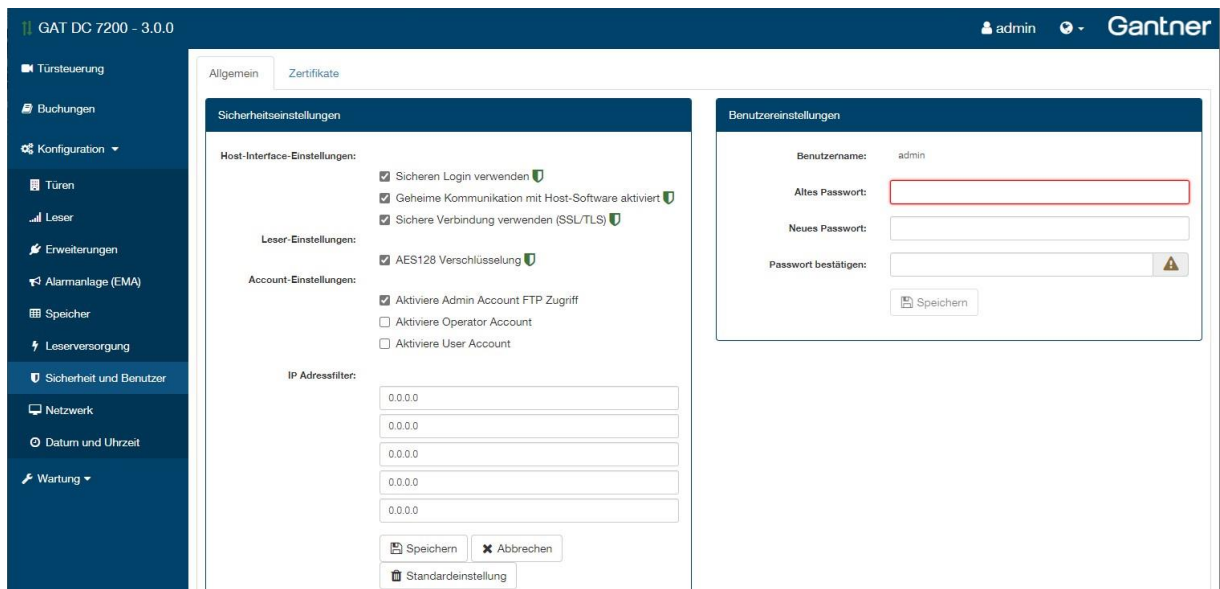 GAT DC 7200 - 3.0.0
admin
Gantner
Türsteuerung
Buchungen
Konfiguration
Türen
Leser
Erweiterungen
Alarmanlage (EMA)
Speicher
Leserversorgung
Sicherheit und Benutzer
Netzwerk
Datum und Uhrzeit
Wartung
Allgemein
Zertifikate
Sicherheitseinstellungen
Host-Interface-Einstellungen:
Sicheren Login verwenden
Geheime Kommunikation mit Host-Software aktiviert
Sichere Verbindung verwenden (SSL/TLS)
Leser-Einstellungen:
AES128 Verschlüsselung
Account-Einstellungen:
Aktiviere Admin Account FTP Zugriff
Aktiviere Operator Account
Aktiviere User Account
IP Adressfilter:
0.0.0.0
0.0.0.0
0.0.0.0
0.0.0.0
0.0.0.0
Speichern
Abbrechen
Standardeinstellung
Benutzereinstellungen
Benutzername: admin
Altes Passwort:
Neues Passwort:
Passwort bestätigen:
Speichern